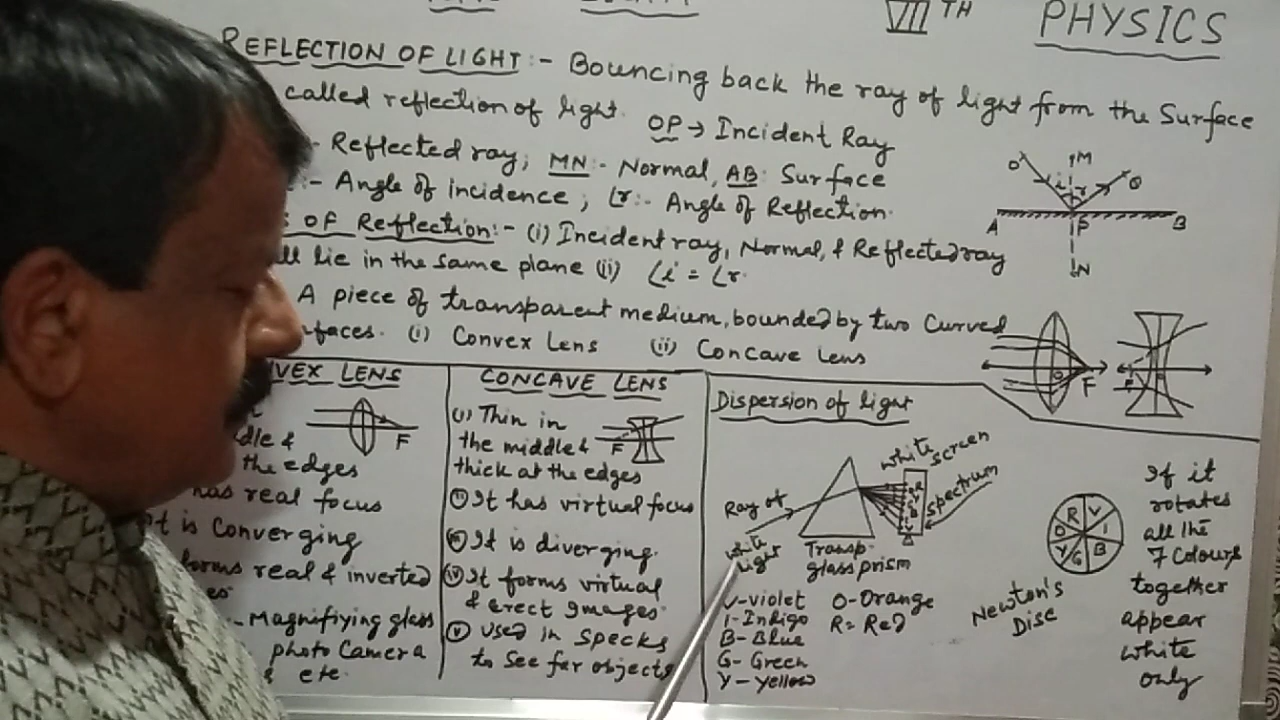 VII TH PHYSICS
REFLECTION OF LIGHT :- Bouncing back the ray of light from the Surface
called reflection of light. OP → Incident Ray
:- Reflected ray; MN :- Normal, AB: Surface
:- Angle of incidence; ∠r:- Angle of Reflection.
OF Reflection:- (i) Incident ray, Normal, & Reflected ray
all lie in the same plane (ii) ∠i = ∠r.
A piece of transparent medium, bounded by two Curved
faces. (i) Convex Lens (ii) Concave Lens
O M Q
i r
A P B
N
F F
VEX LENS
F
dle &
the edges
has real focus
It is Converging
forms real & inverted
es.
- Magnifiying glass
photo Camera
& etc.
CONCAVE LENS
(i) Thin in
the middle & F
thick at the edges
(ii) It has virtual focus
(iii) It is diverging.
(iv) It forms virtual
& erect Images.
(v) Used in Specks
to See far objects
Dispersion of light
white screen
spectrum
Ray of
white
light
Transp.
glass prism
V-violet O-Orange
I-Indigo R= Red
B-Blue
G-Green
Y-Yellow
R V
O I
Y G B
Newton's
Disc
If it
rotates
all the
7 Colours
together
appear
white
only